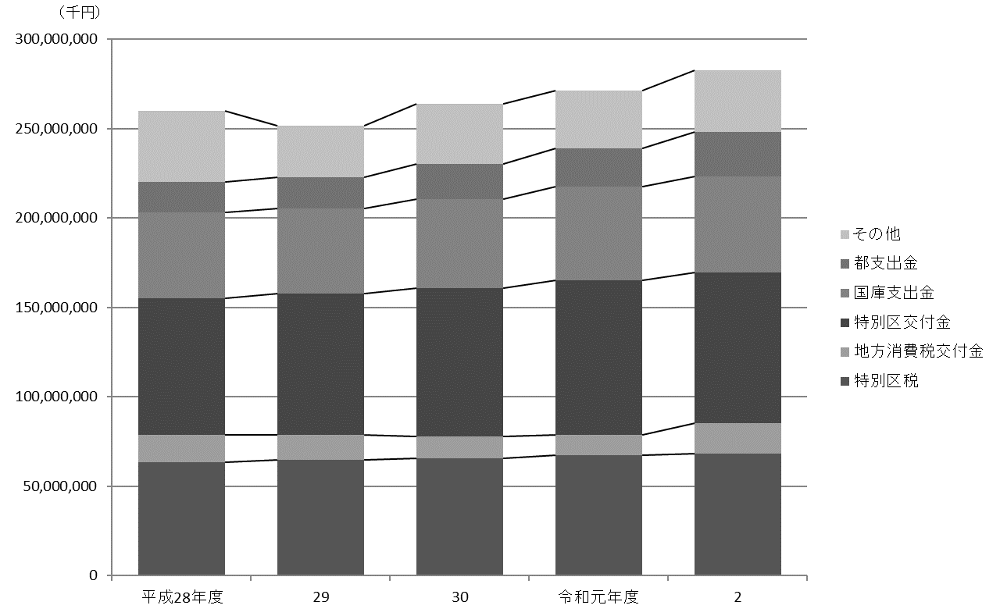 （千円）
300,000,000
250,000,000
200,000,000
150,000,000
100,000,000
50,000,000
0
平成28年度
29
30
令和元年度
2
その他
都支出金
国庫支出金
特別区交付金
地方消費税交付金
特別区税